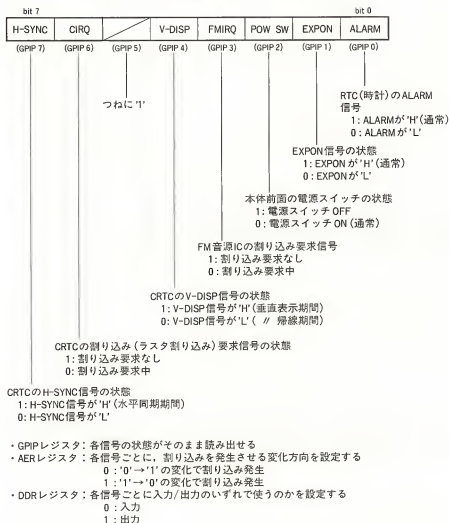 bit 7
bit 0
H-SYNC CIRQ V-DISP FMIRQ POW SW EXPON ALARM
(GPIP 7) (GPIP 6) (GPIP 5) (GPIP 4) (GPIP 3) (GPIP 2) (GPIP 1) (GPIP 0)
つねに'1'
RTC(時計)のALARM
信号
1: ALARMが'H'(通常)
0: ALARMが'L'
EXPON信号の状態
1: EXPONが'H'(通常)
0: EXPONが'L'
本体前面の電源スイッチの状態
1: 電源スイッチOFF
0: 電源スイッチON(通常)
FM音源ICの割り込み要求信号
1: 割り込み要求なし
0: 割り込み要求中
CRTCのV-DISP信号の状態
1: V-DISP信号が'H'(垂直表示期間)
0: V-DISP信号が'L'( 〃 帰線期間)
CRTCの割り込み(ラスタ割り込み)要求信号の状態
1: 割り込み要求なし
0: 割り込み要求中
CRTCのH-SYNC信号の状態
1: H-SYNC信号が'H'(水平同期期間)
0: H-SYNC信号が'L'
・GPIPレジスタ:各信号の状態がそのまま読み出せる
・AERレジスタ:各信号ごとに,割り込みを発生させる変化方向を設定する
0:'0'→'1'の変化で割り込み発生
1:'1'→'0'の変化で割り込み発生
・DDRレジスタ:各信号ごとに入力/出力のいずれで使うのかを設定する
0:入力
1:出力